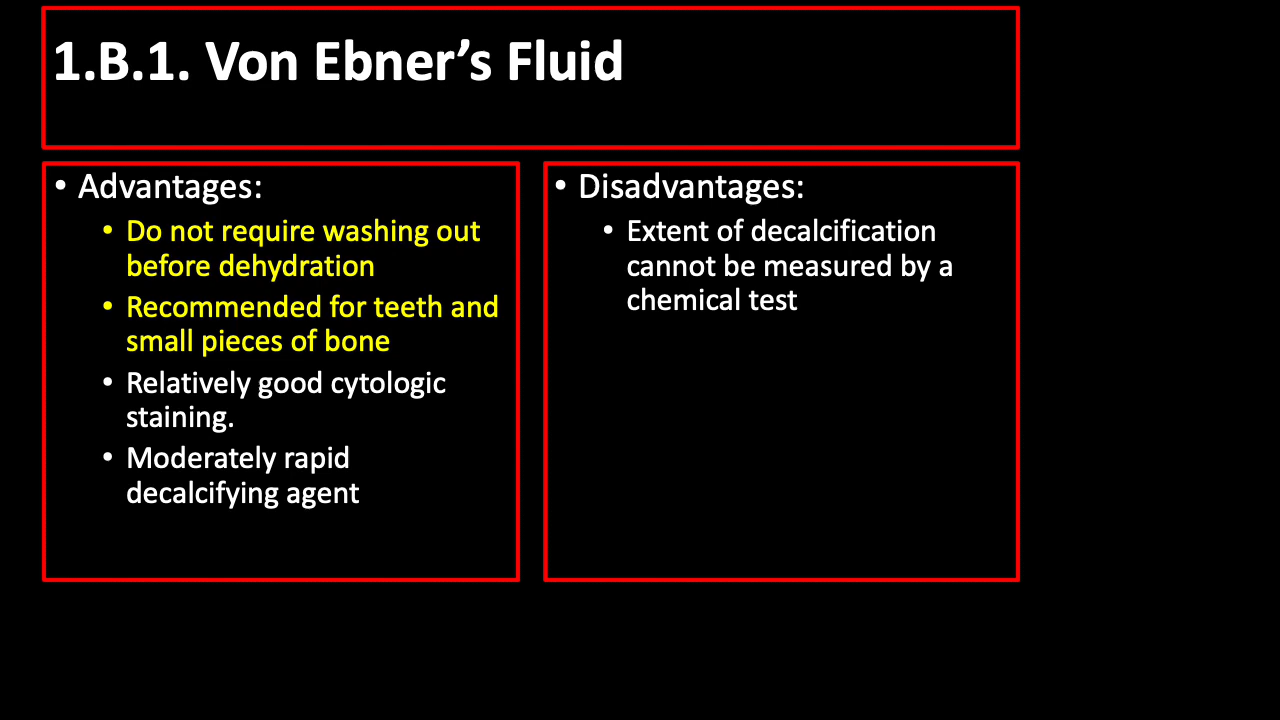 1.B.1. Von Ebner’s Fluid
• Advantages:
• Do not require washing out
before dehydration
• Recommended for teeth and
small pieces of bone
• Relatively good cytologic
staining.
• Moderately rapid
decalcifying agent
• Disadvantages:
• Extent of decalcification
cannot be measured by a
chemical test